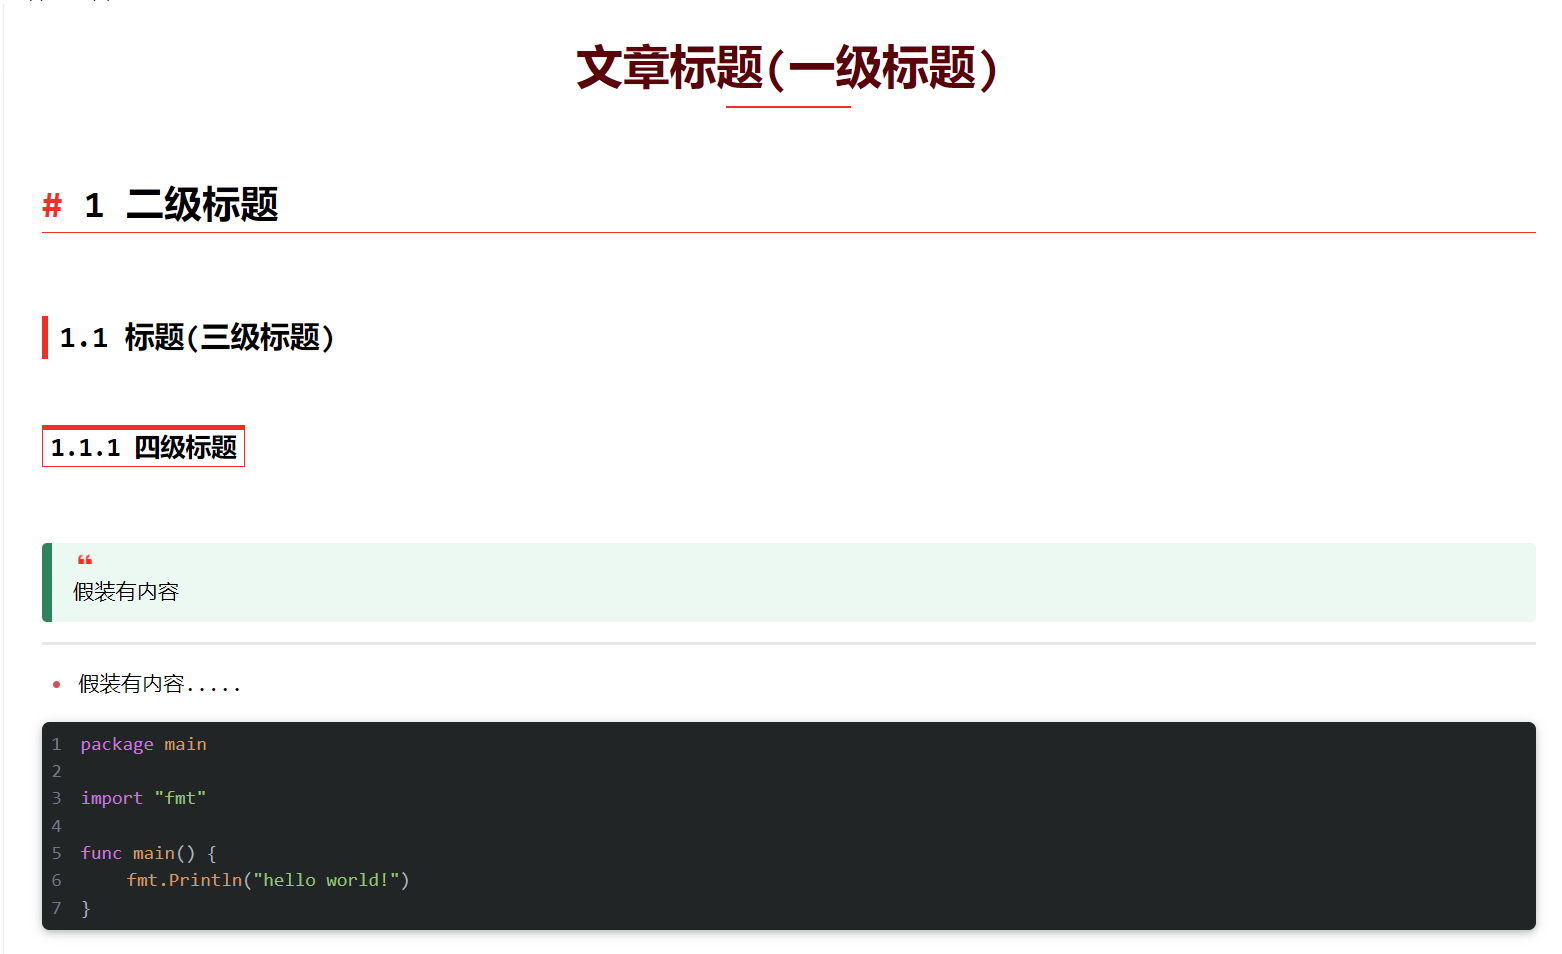 文章标题(一级标题)
# 1 二级标题
1.1 标题(三级标题)
1.1.1 四级标题
❝
假装有内容
• 假装有内容.....
1 package main
2
3 import "fmt"
4
5 func main() {
6     fmt.Println("hello world!")
7 }